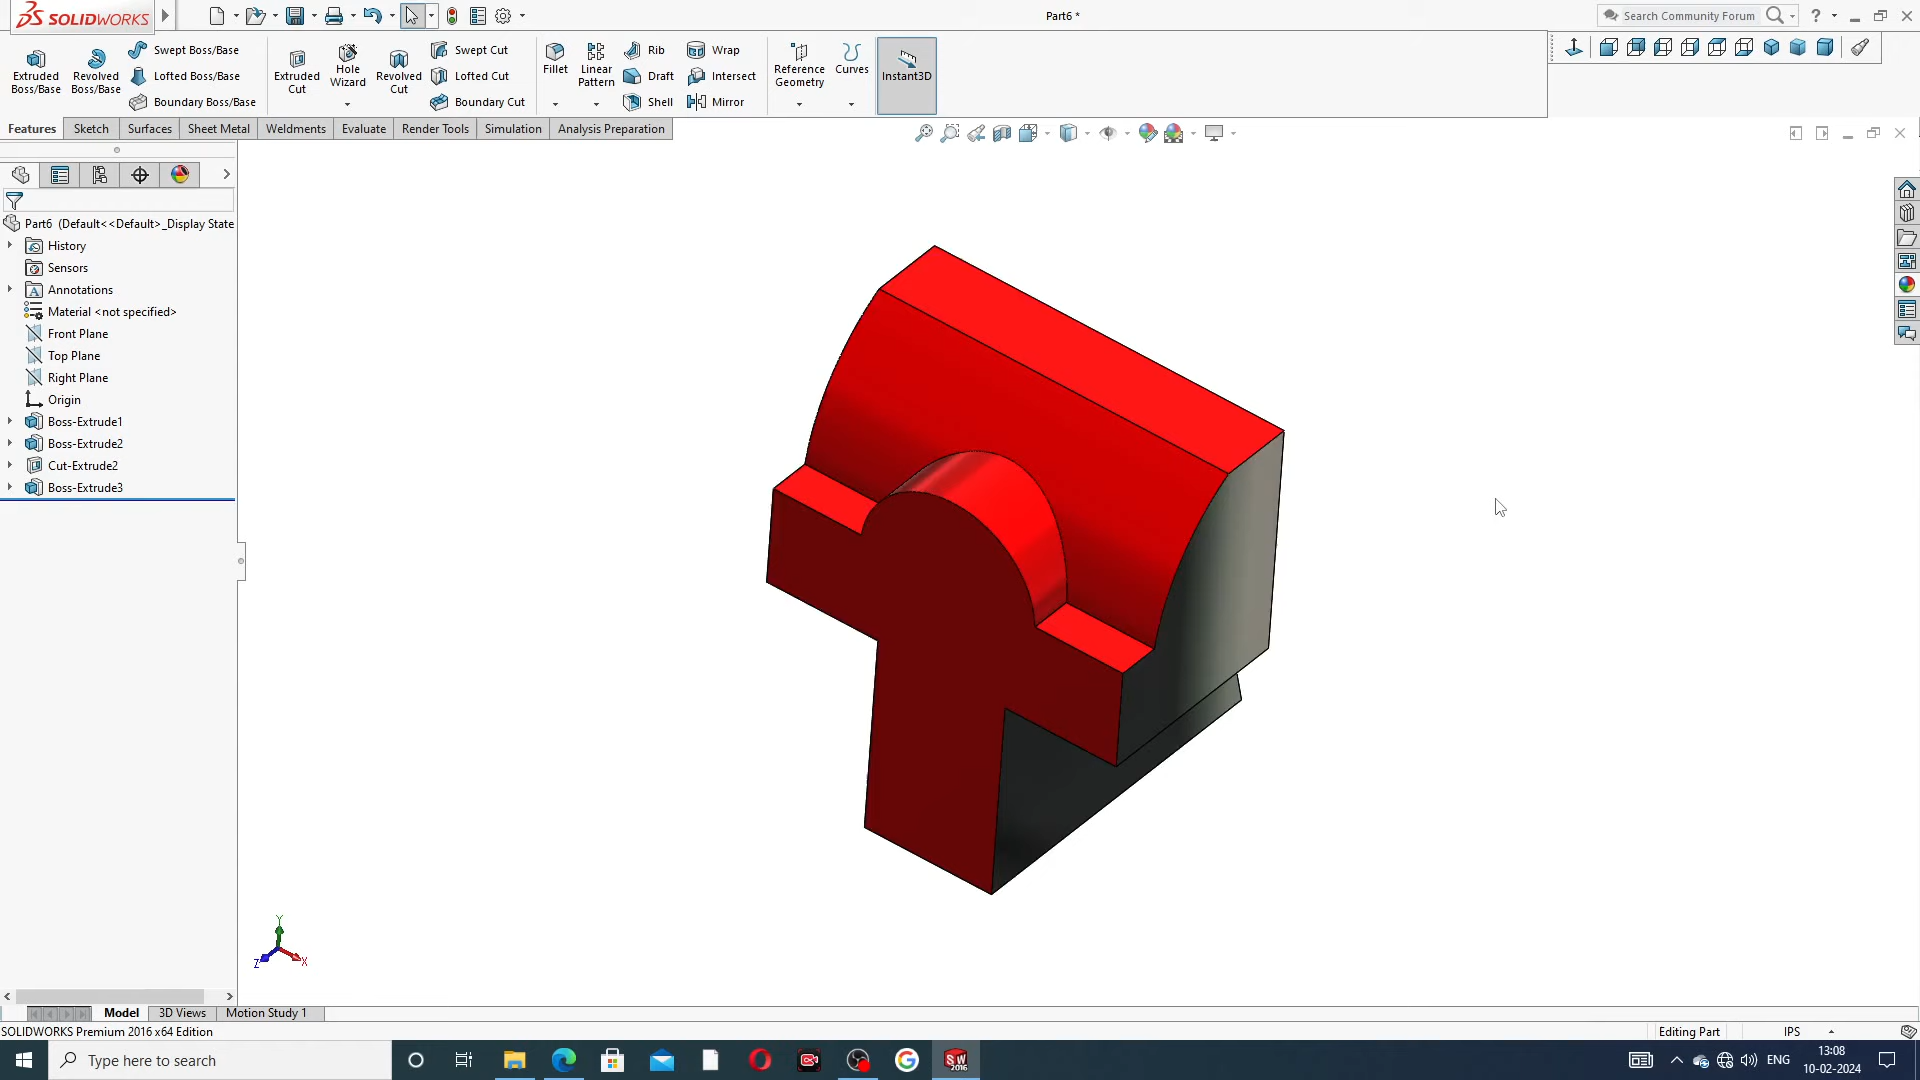 SOLIDWORKS
Part6 *
Search Community Forum
?
Extruded Boss/Base
Revolved Boss/Base
Swept Boss/Base
Lofted Boss/Base
Boundary Boss/Base
Extruded Cut
Hole Wizard
Revolved Cut
Swept Cut
Lofted Cut
Boundary Cut
Fillet
Linear Pattern
Rib
Draft
Shell
Wrap
Intersect
Mirror
Reference Geometry
Curves
Instant3D
Features
Sketch
Surfaces
Sheet Metal
Weldments
Evaluate
Render Tools
Simulation
Analysis Preparation
Part6 (Default<<Default>_Display State
History
Sensors
Annotations
Material <not specified>
Front Plane
Top Plane
Right Plane
Origin
Boss-Extrude1
Boss-Extrude2
Cut-Extrude2
Boss-Extrude3
Y
Z
X
Model
3D Views
Motion Study 1
SOLIDWORKS Premium 2016 x64 Edition
Editing Part
IPS
Type here to search
SW 2016
ENG
13:08
10-02-2024